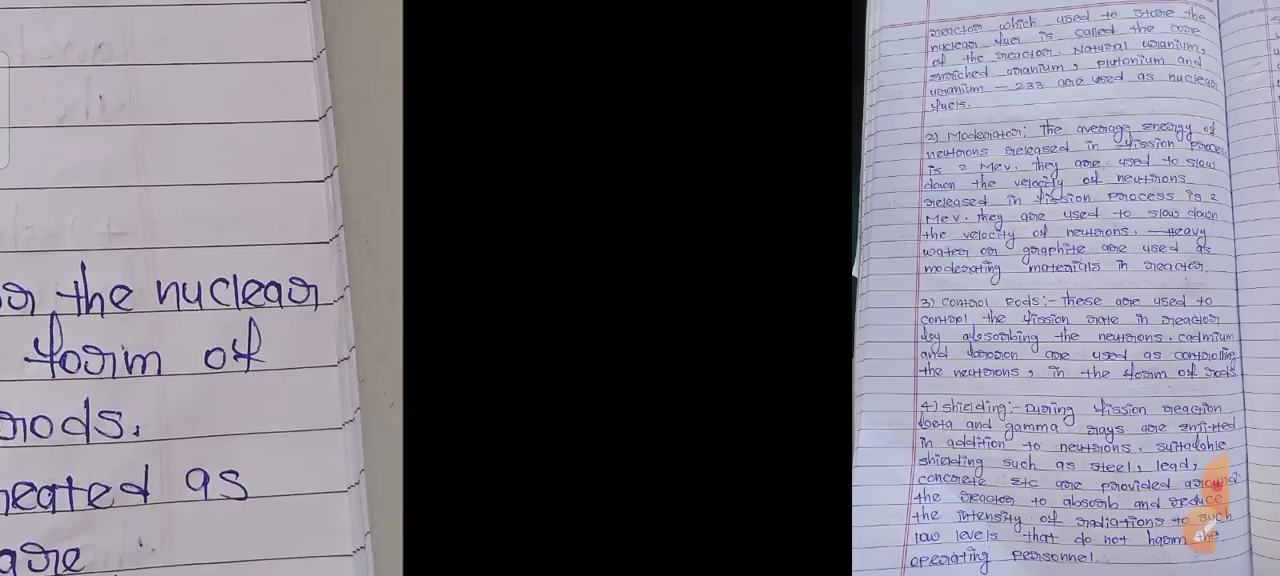 or the nuclear
form of
rods.
heated as
are
reactor which used to store the
nuclear fuel is called the core
of the reactor. Natural uranium,
enriched uranium, plutonium and
uranium – 233 are used as nuclear
fuels.
2) Moderator: The average energy of
neutrons released in fission process
is 2 Mev. They are used to slow
down the velocity of neutrons
released in fission process is 2
Mev. they are used to slow down
the velocity of neutrons. Heavy
water or graphite are used as
moderating materials in reactor.
3) Control Rods:- These are used to
control the fission rate in reactor
by absorbing the neutrons. cadmium
and boron are used as controlling
the neutrons, in the form of rods
4) Shielding:- During fission reaction
beta and gamma rays are emitted
in addition to neutrons. suitable
shielding such as steel, lead,
concrete etc are provided around
the reactor to absorb and reduce
the intensity of radiations to such
low levels that do not harm the
operating personnel.